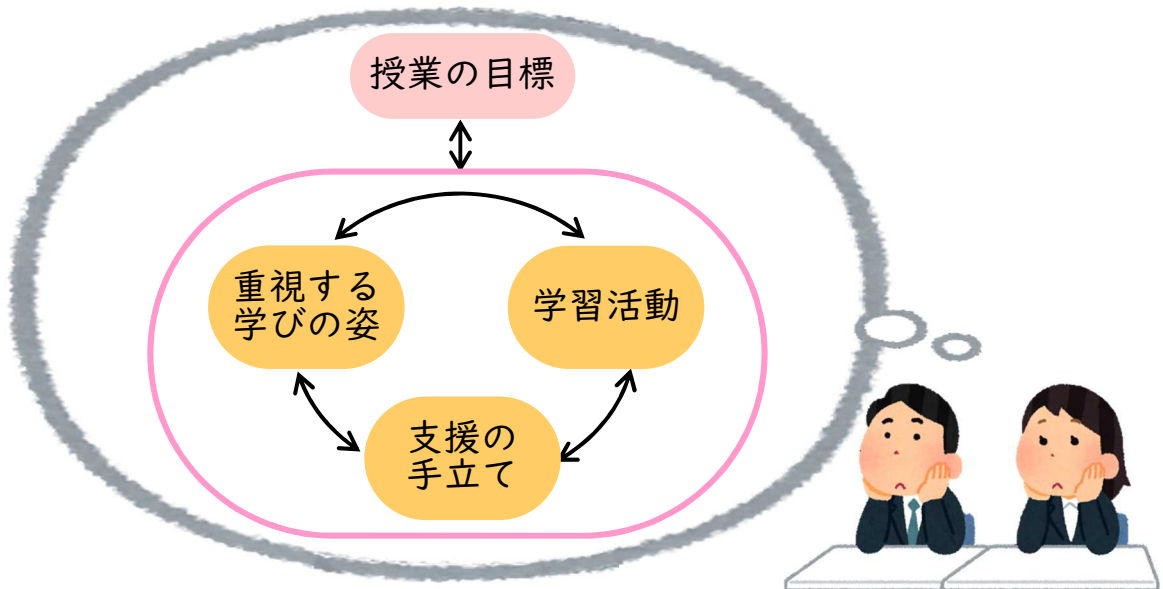 授業の目標
重視する
学びの姿
学習活動
支援の
手立て